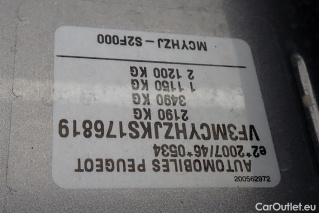 AUTOMOBILES PEUGEOT
e2*2007/46*0534
VF3MCYHZJKS176819
2190 KG
3490 KG
1 1150 KG
2 1200 KG
MCYHZJ-S2F000
200562972
© CarOutlet.eu